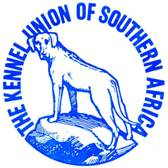 THE KENNEL UNION OF SOUTHERN AFRICA